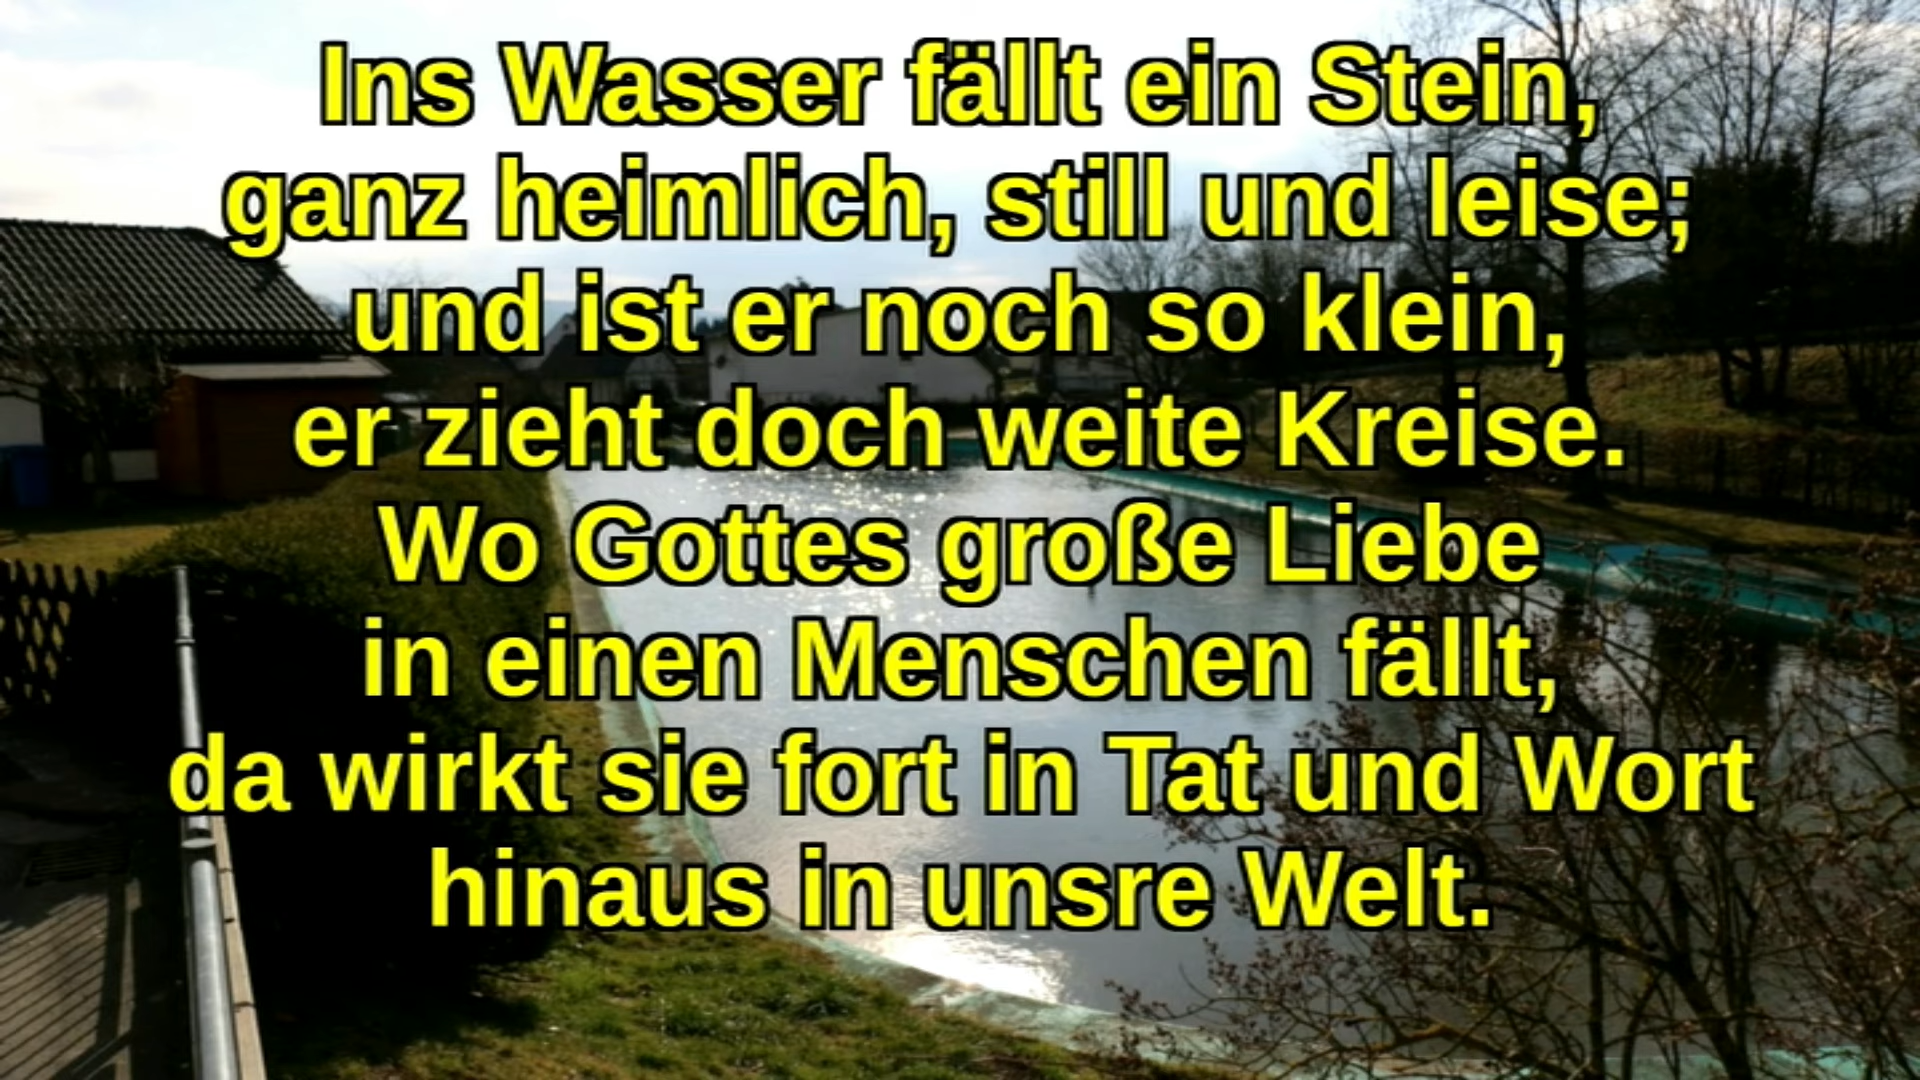 Ins Wasser fällt ein Stein,
ganz heimlich, still und leise;
und ist er noch so klein,
er zieht doch weite Kreise.
Wo Gottes große Liebe
in einen Menschen fällt,
da wirkt sie fort in Tat und Wort
hinaus in unsre Welt.